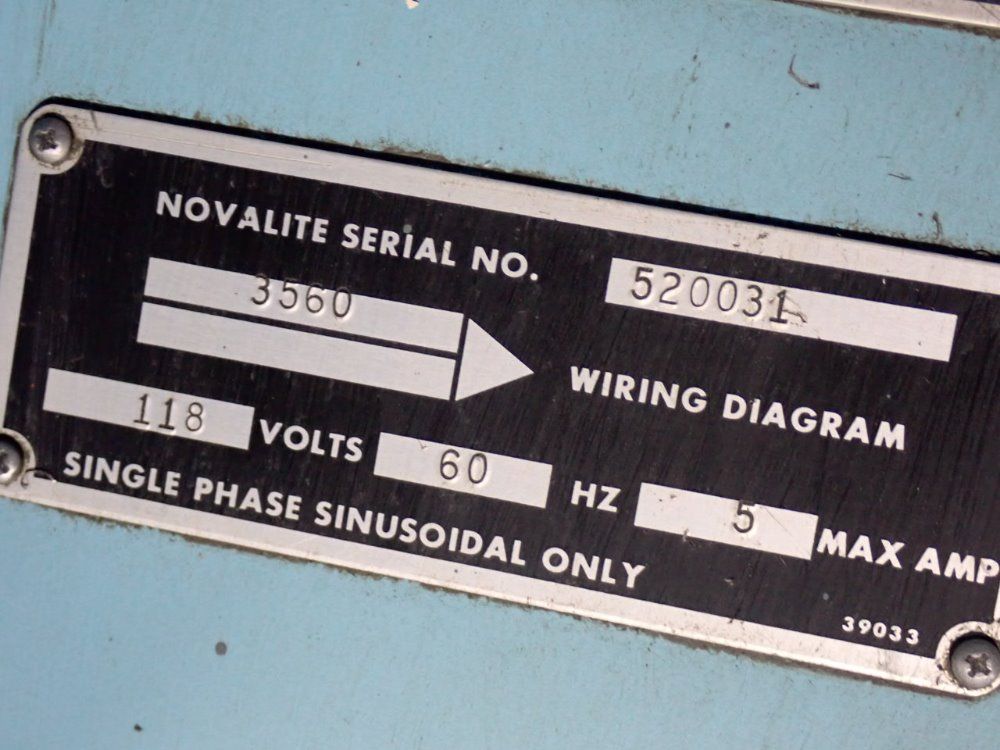 NOVALITE SERIAL NO. 520031
3560
WIRING DIAGRAM
118 VOLTS 60 HZ 5 MAX AMP
SINGLE PHASE SINUSOIDAL ONLY
39033